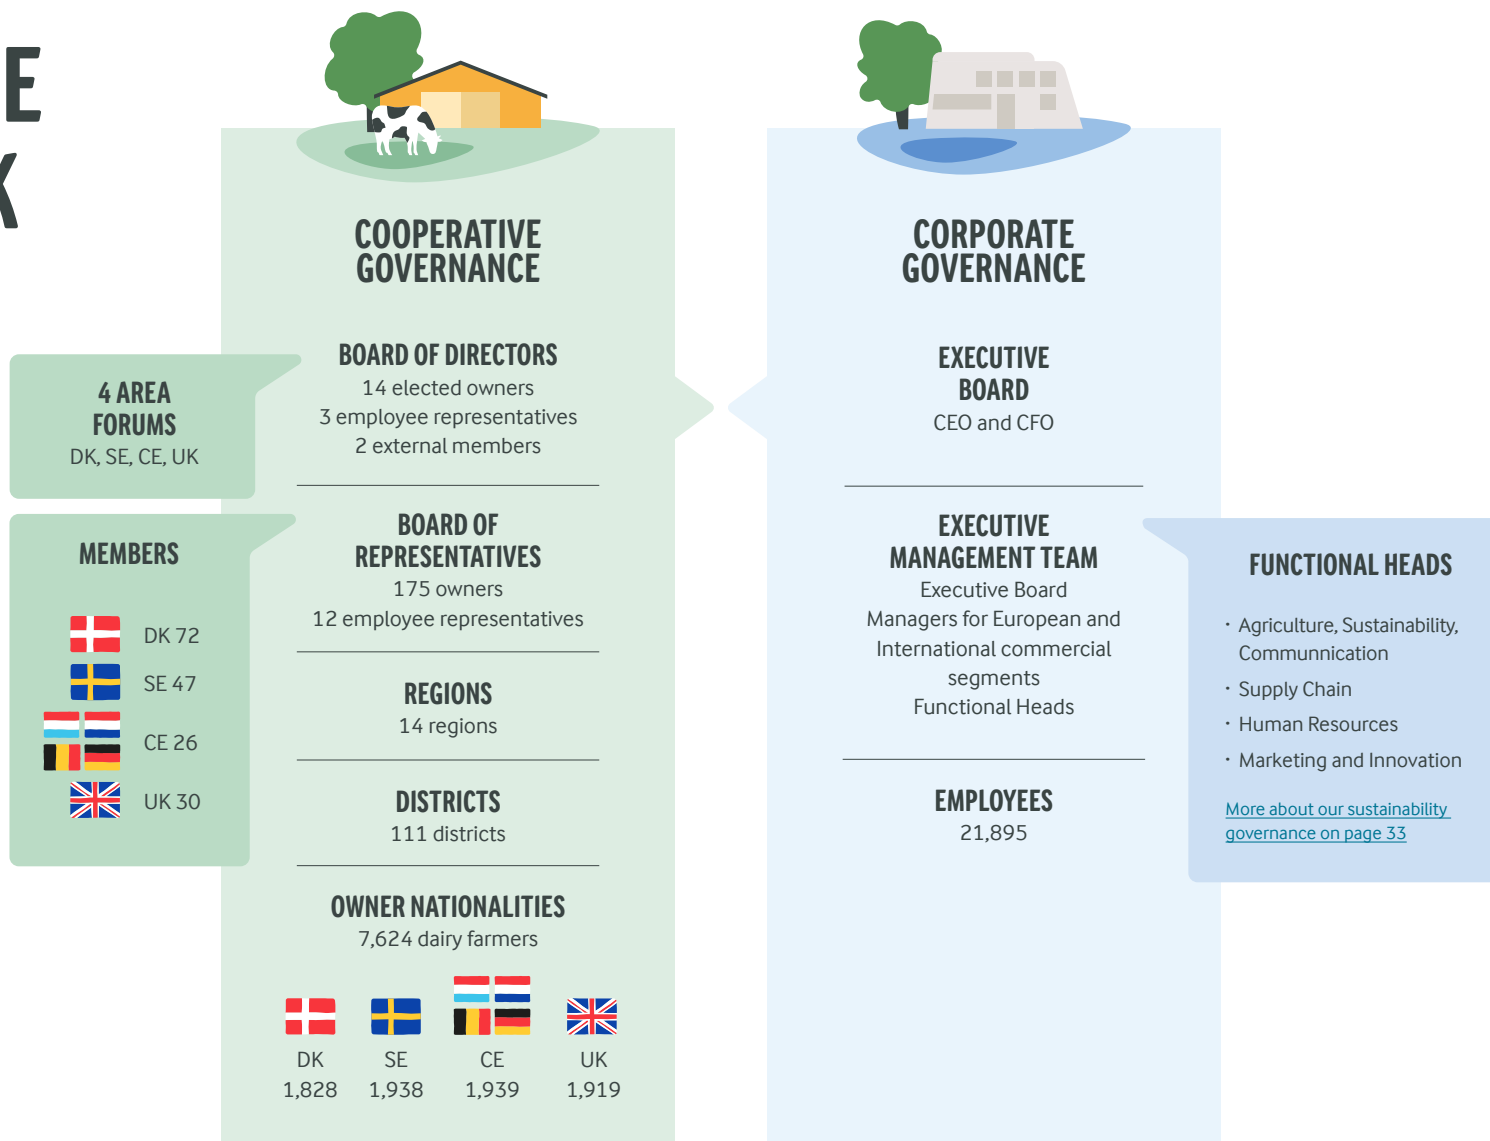 E
K
COOPERATIVE
GOVERNANCE
BOARD OF DIRECTORS
14 elected owners
3 employee representatives
2 external members
4 AREA
FORUMS
DK, SE, CE, UK
BOARD OF
REPRESENTATIVES
175 owners
12 employee representatives
MEMBERS
DK 72
SE 47
CE 26
UK 30
REGIONS
14 regions
DISTRICTS
111 districts
OWNER NATIONALITIES
7,624 dairy farmers
DK
1,828
SE
1,938
CE
1,939
UK
1,919
CORPORATE
GOVERNANCE
EXECUTIVE
BOARD
CEO and CFO
EXECUTIVE
MANAGEMENT TEAM
Executive Board
Managers for European and
International commercial
segments
Functional Heads
EMPLOYEES
21,895
FUNCTIONAL HEADS
· Agriculture, Sustainability,
Communnication
· Supply Chain
· Human Resources
· Marketing and Innovation
More about our sustainability
governance on page 33